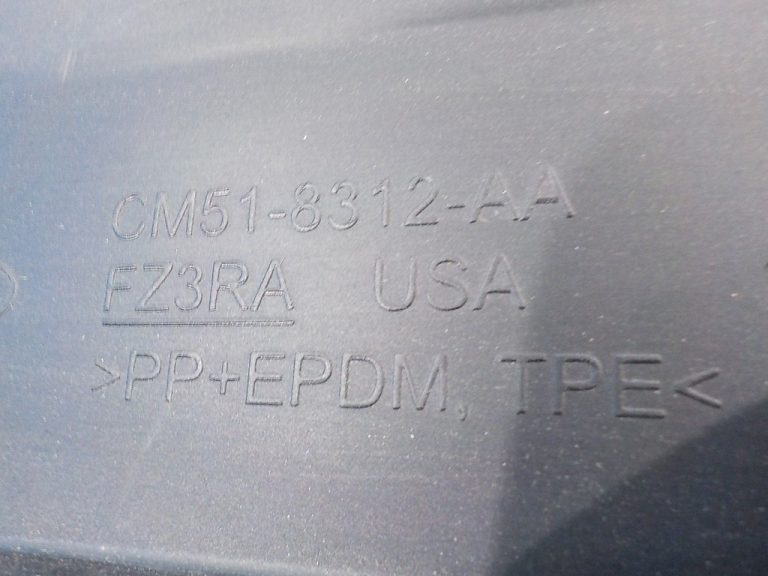 CM51-8312-AA
FZ3RA USA
>PP+EPDM, TPE<